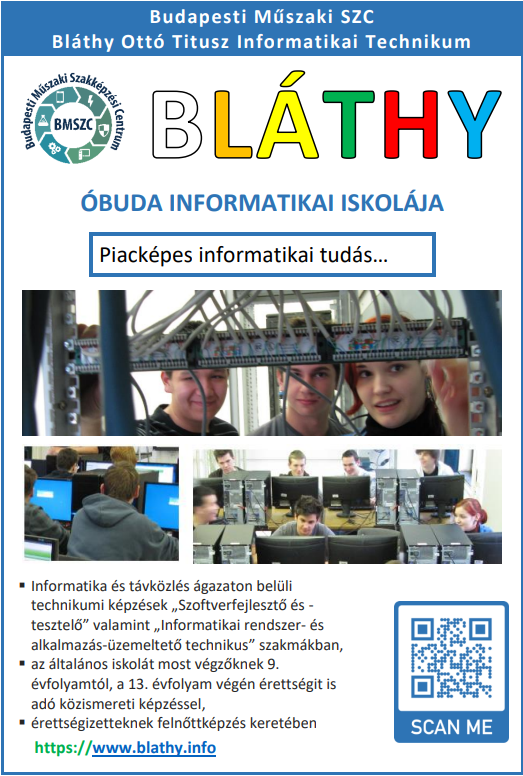 Budapesti Műszaki SZC
Bláthy Ottó Titusz Informatikai Technikum
Budapesti Műszaki Szakképzési Centrum
BMSZC
BLÁTHY
ÓBUDA INFORMATIKAI ISKOLÁJA
Piacképes informatikai tudás...
▪ Informatika és távközlés ágazaton belüli
technikumi képzések „Szoftverfejlesztő és -
tesztelő” valamint „Informatikai rendszer- és
alkalmazás-üzemeltető technikus” szakmákban,
▪ az általános iskolát most végzőknek 9.
évfolyamtól, a 13. évfolyam végén érettségit is
adó közismereti képzéssel,
▪ érettségizetteknek felnőttképzés keretében
https://www.blathy.info
SCAN ME